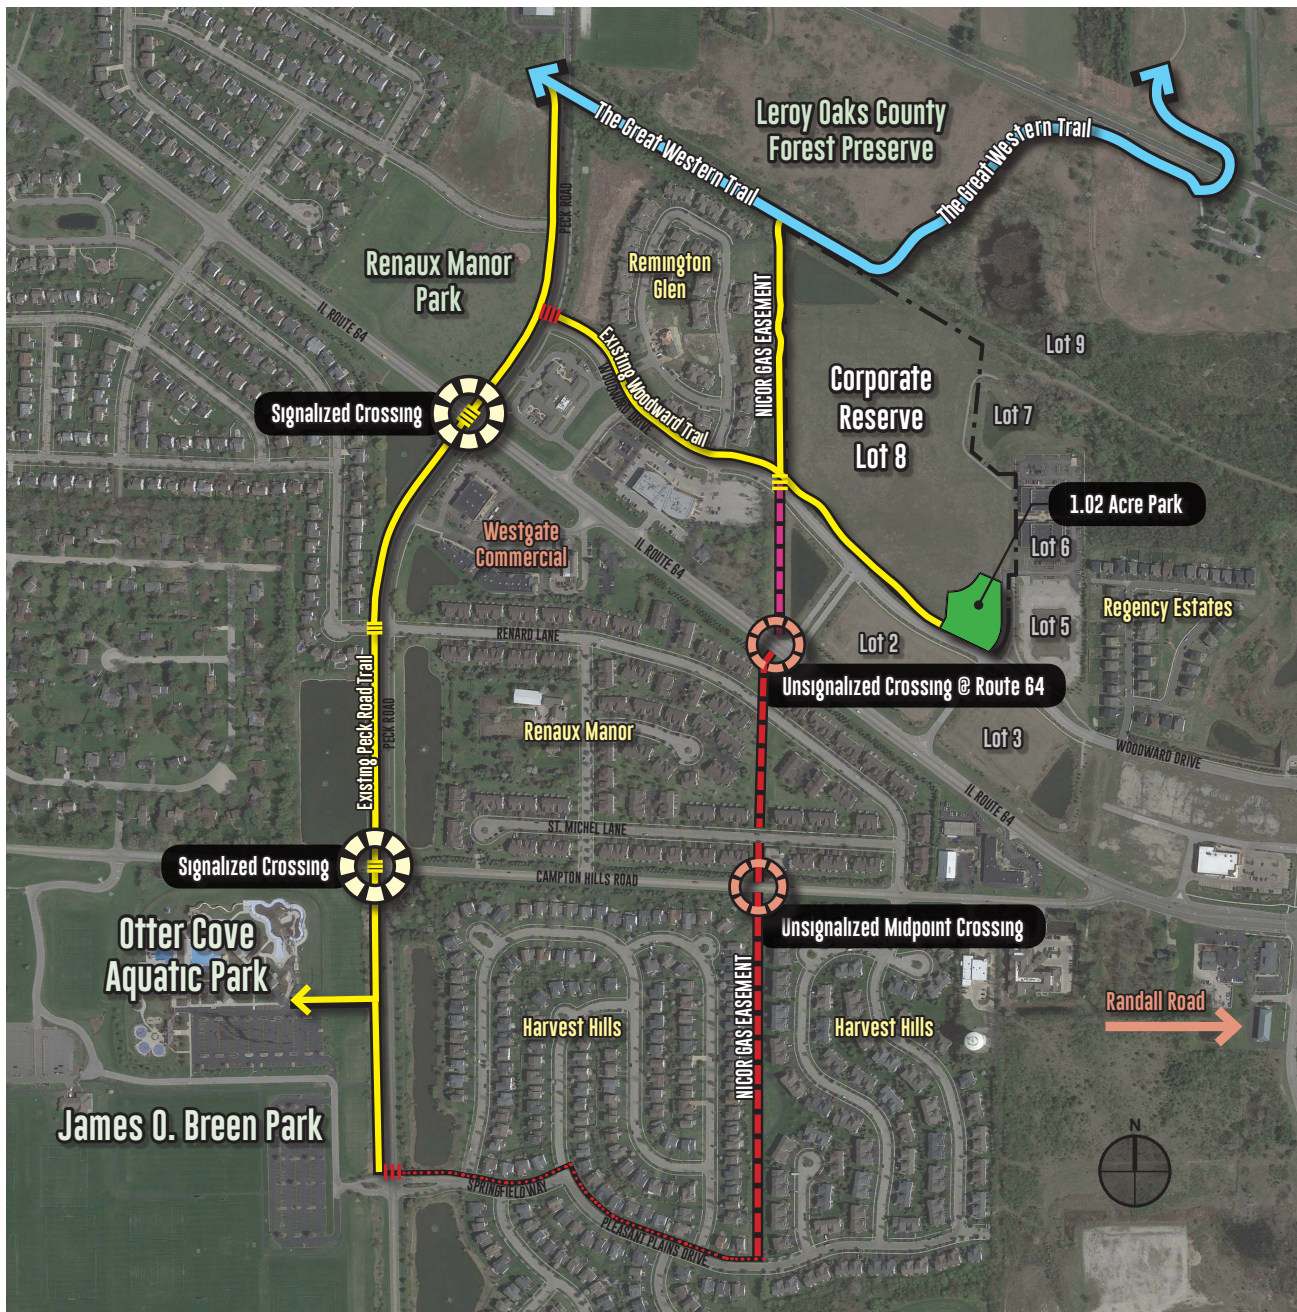 The Great Western Trail
Leroy Oaks County
Forest Preserve
The Great Western Trail
PECK ROAD
Renaux Manor
Park
Remington
Glen
NICOR GAS EASEMENT
IL ROUTE 64
Existing Woodward Trail
WOODWARD DRIVE
Lot 9
Corporate
Reserve
Lot 8
Lot 7
Signalized Crossing
1.02 Acre Park
Westgate
Commercial
IL ROUTE 64
Lot 6
Regency Estates
Lot 5
RENARD LANE
Lot 2
Unsignalized Crossing @ Route 64
Existing Peck Road Trail
PECK ROAD
Renaux Manor
Lot 3
WOODWARD DRIVE
IL ROUTE 64
ST. MICHEL LANE
Signalized Crossing
CAMPTON HILLS ROAD
Unsignalized Midpoint Crossing
Otter Cove
Aquatic Park
NICOR GAS EASEMENT
Harvest Hills
Harvest Hills
Randall Road
James O. Breen Park
N
SPRINGFIELD WAY
PLEASANT PLAINS DRIVE